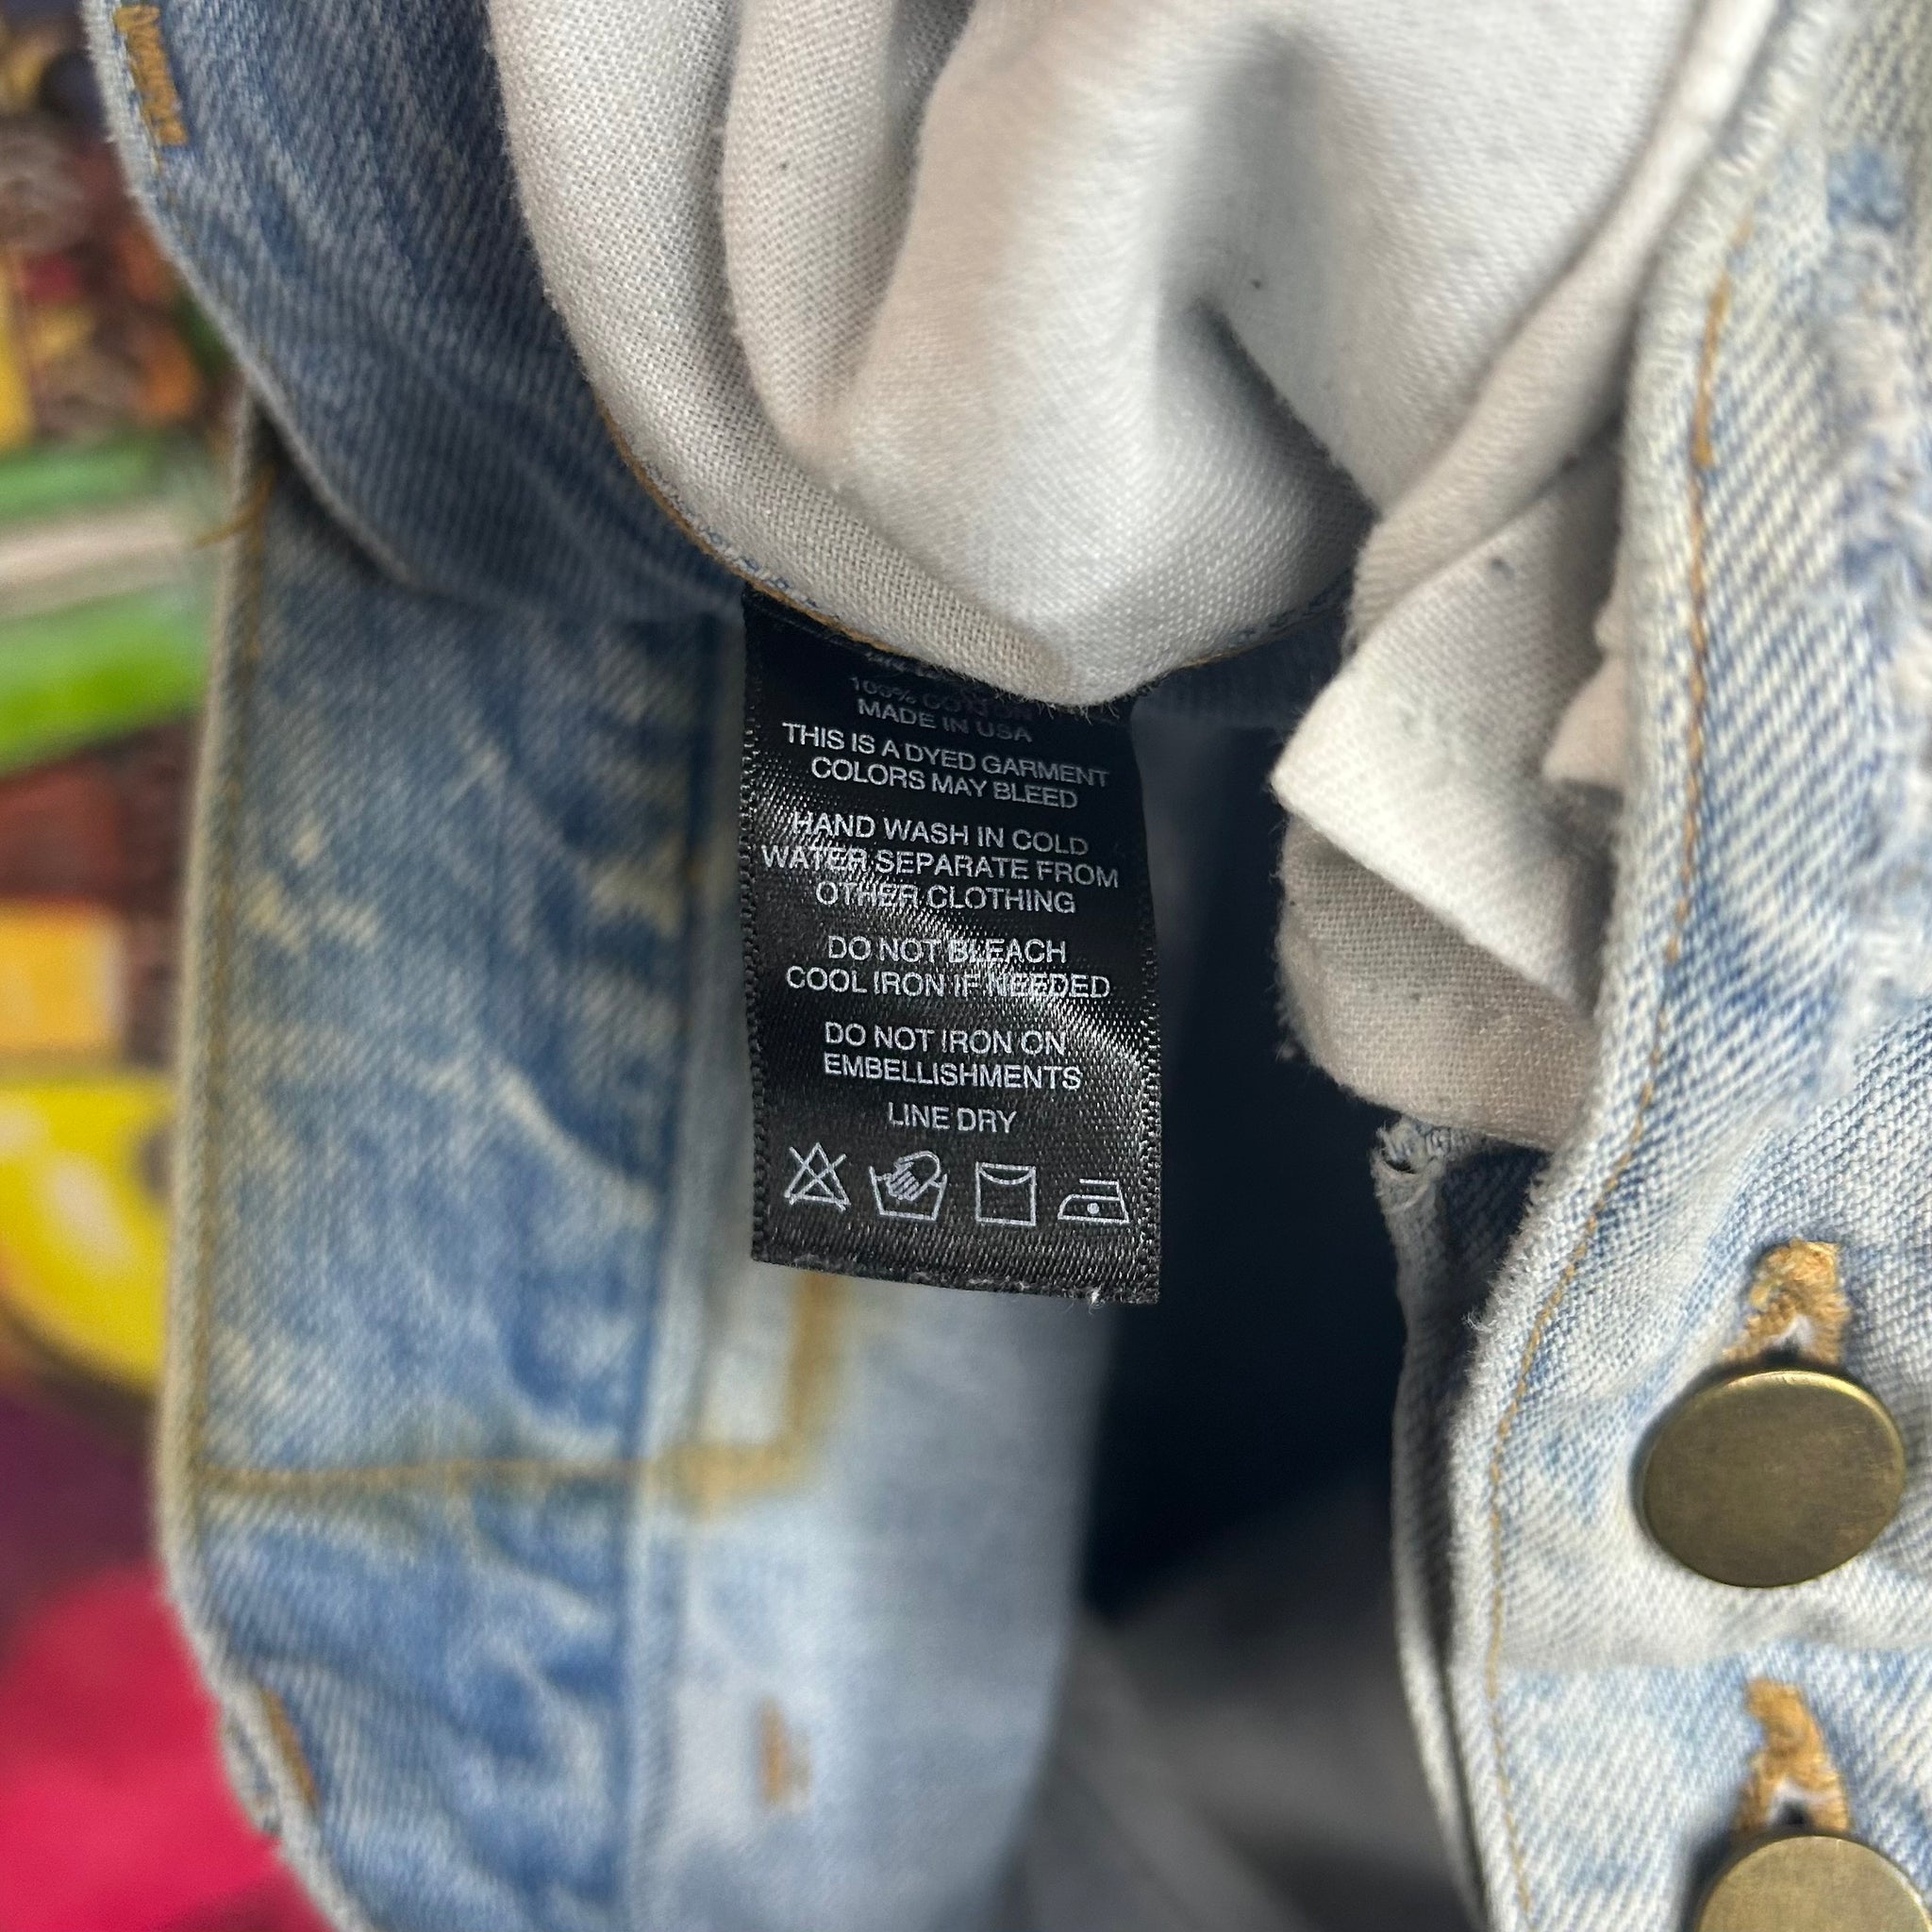 100% COTTON
MADE IN USA
THIS IS A DYED GARMENT
COLORS MAY BLEED
HAND WASH IN COLD
WATER SEPARATE FROM
OTHER CLOTHING
DO NOT BLEACH
COOL IRON IF NEEDED
DO NOT IRON ON
EMBELLISHMENTS
LINE DRY